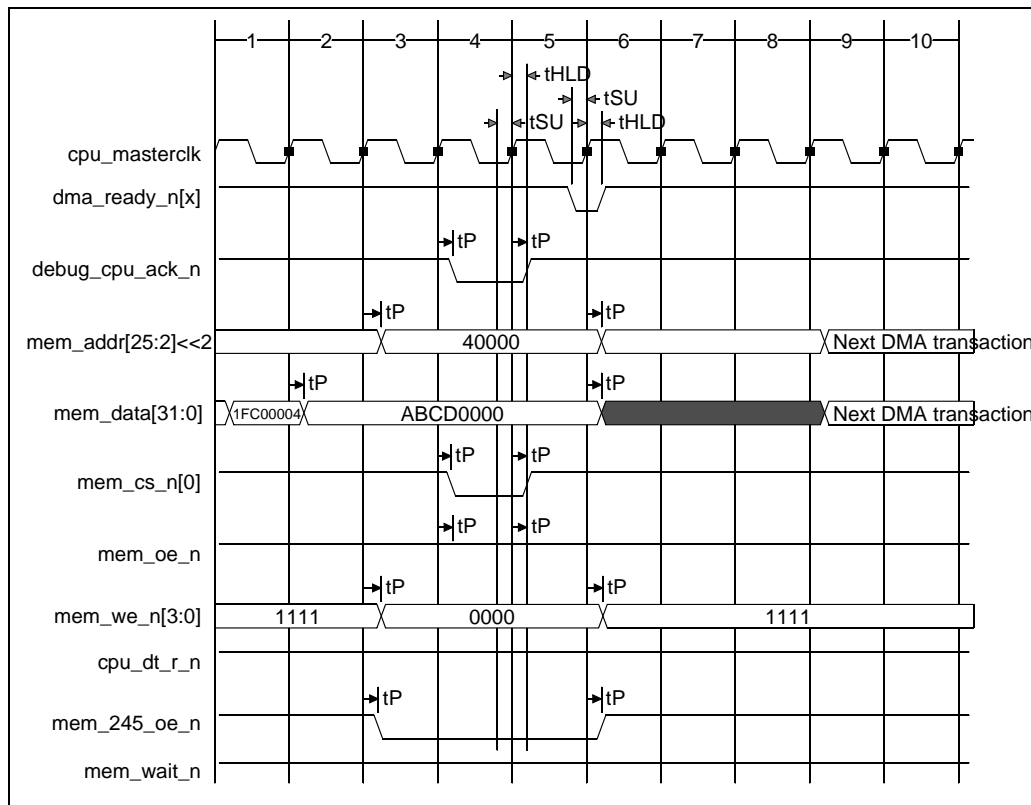 1 2 3 4 5 6 7 8 9 10
tHLD
tSU
tSU tHLD
cpu_masterclk
dma_ready_n[x]
tP tP
debug_cpu_ack_n
tP tP
mem_addr[25:2]<<2 40000 Next DMA transaction
tP tP
mem_data[31:0] 1FC00004 ABCD0000 Next DMA transaction
tP tP
mem_cs_n[0]
tP tP
mem_oe_n
tP tP
mem_we_n[3:0] 1111 0000 1111
cpu_dt_r_n
tP tP
mem_245_oe_n
mem_wait_n